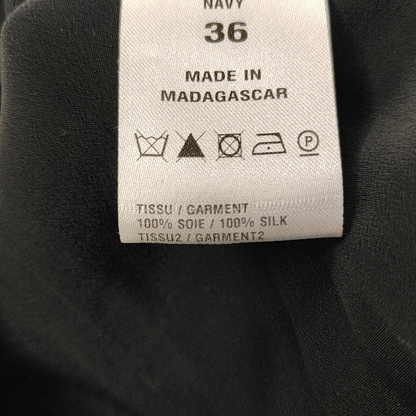 NAVY
36
MADE IN
MADAGASCAR
P
TISSU / GARMENT
100% SOIE / 100% SILK
TISSU2 / GARMENT2